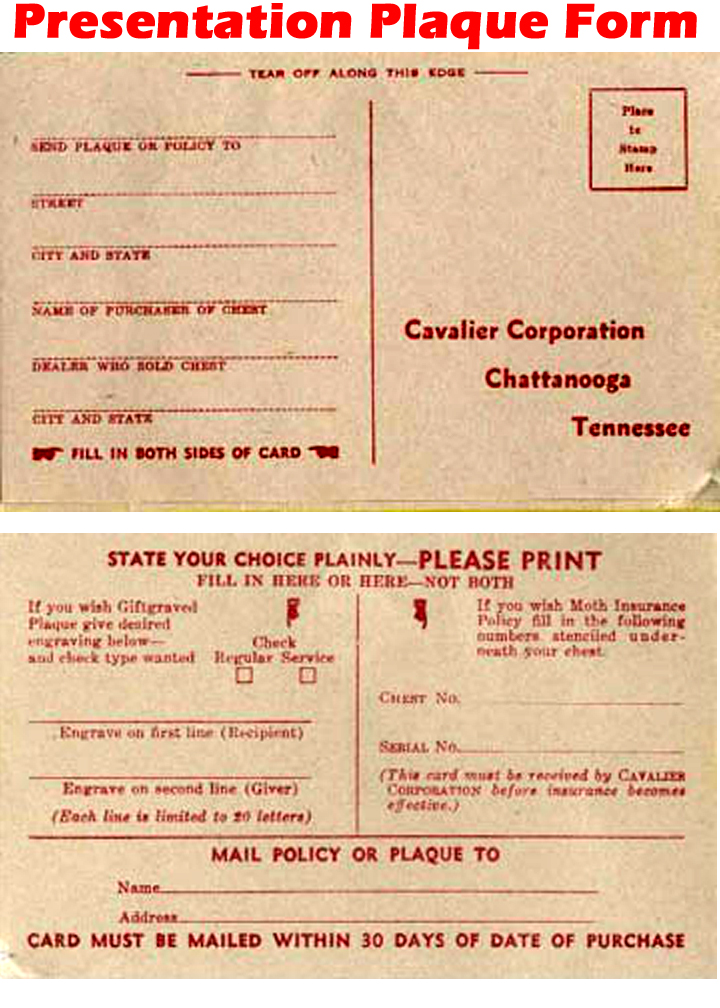 Presentation Plaque Form
TEAR OFF ALONG THIS EDGE
SEND PLAQUE OR POLICY TO
STREET
CITY AND STATE
NAME OF PURCHASER OF CHEST
DEALER WHO SOLD CHEST
CITY AND STATE
FILL IN BOTH SIDES OF CARD
Place
to
Stamp
Here
Cavalier Corporation
Chattanooga
Tennessee
STATE YOUR CHOICE PLAINLY—PLEASE PRINT
FILL IN HERE OR HERE—NOT BOTH
If you wish Giftgraved
Plaque give desired
engraving below—
and check type wanted
Check
Regular Service
Engrave on first line (Recipient)
Engrave on second line (Giver)
(Each line is limited to 20 letters)
If you wish Moth Insurance
Policy fill in the following
numbers stenciled under-
neath your chest.
CHEST NO.
SERIAL NO.
(This card must be received by CAVALIER
CORPORATION before insurance becomes
effective.)
MAIL POLICY OR PLAQUE TO
Name
Address
CARD MUST BE MAILED WITHIN 30 DAYS OF DATE OF PURCHASE